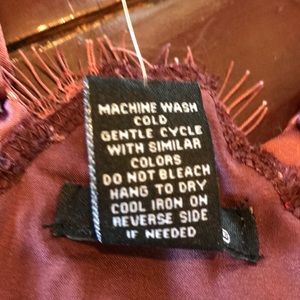 MACHINE WASH
COLD
GENTLE CYCLE
WITH SIMILAR
COLORS
DO NOT BLEACH
HANG TO DRY
COOL IRON ON
REVERSE SIDE
IF NEEDED